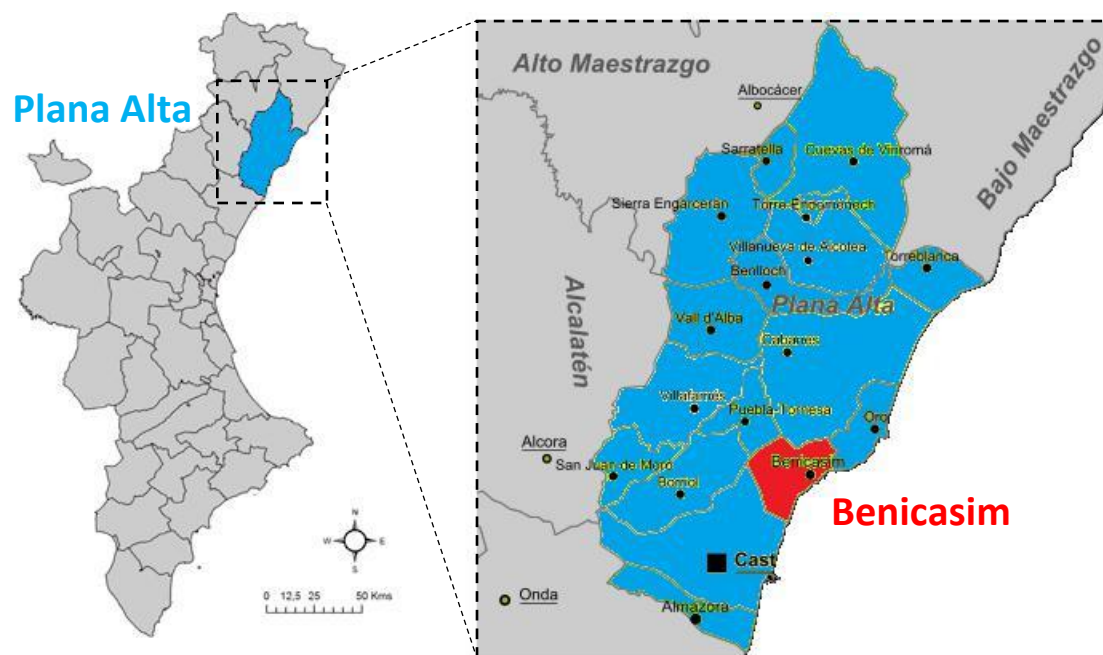 Plana Alta
N
W
E
S
0 12,5 25 50 Kms
Alto Maestrazgo
Albocácer
Bajo Maestrazgo
Sarratella
Cuevas de Vinromá
Sierra Engarcerán
Torre-Endoménech
Villanueva de Alcolea
Torreblanca
Benlloch
Alcalatén
Plana Alta
Vall d'Alba
Cabanes
Villafamés
Puebla-Tornesa
Oro
Alcora
San Juan de Moró
Benicasim
Borriol
Benicasim
Cast
Onda
Almazora